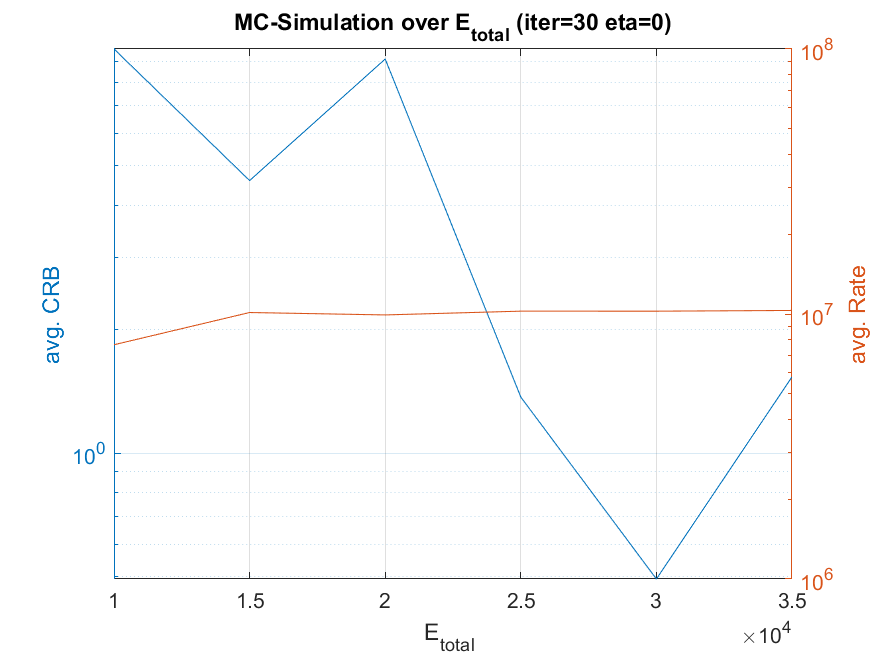 MC-Simulation over E_total (iter=30 eta=0)
10^8
10^7
10^6
avg. Rate
avg. CRB
10^0
1 1.5 2 2.5 3 3.5
×10^4
E_total